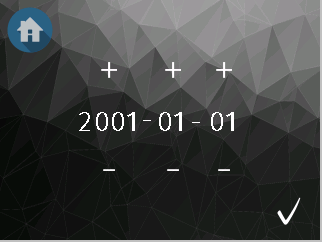 + + +
2001-01-01
- - -